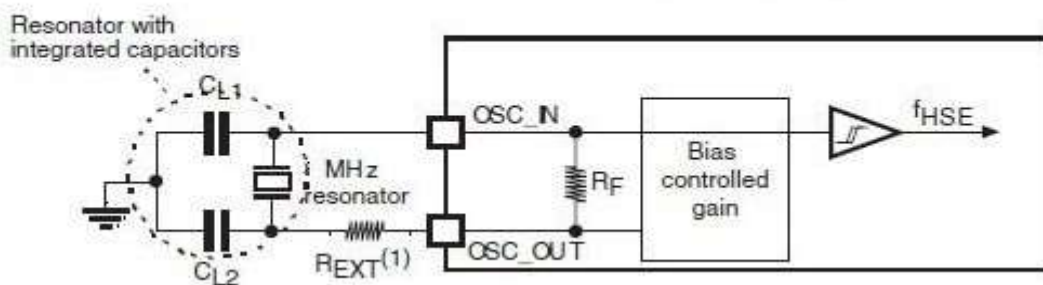 Resonator with
integrated capacitors
CL1
OSC_IN
fHSE
MHz
resonator
RF
Bias
controlled
gain
REXT(1)
OSC_OUT
CL2